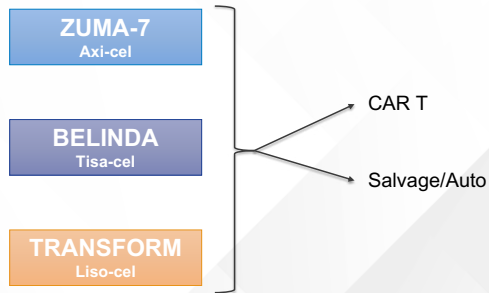 ZUMA-7
Axi-cel
CAR T
BELINDA
Tisa-cel
Salvage/Auto
TRANSFORM
Liso-cel